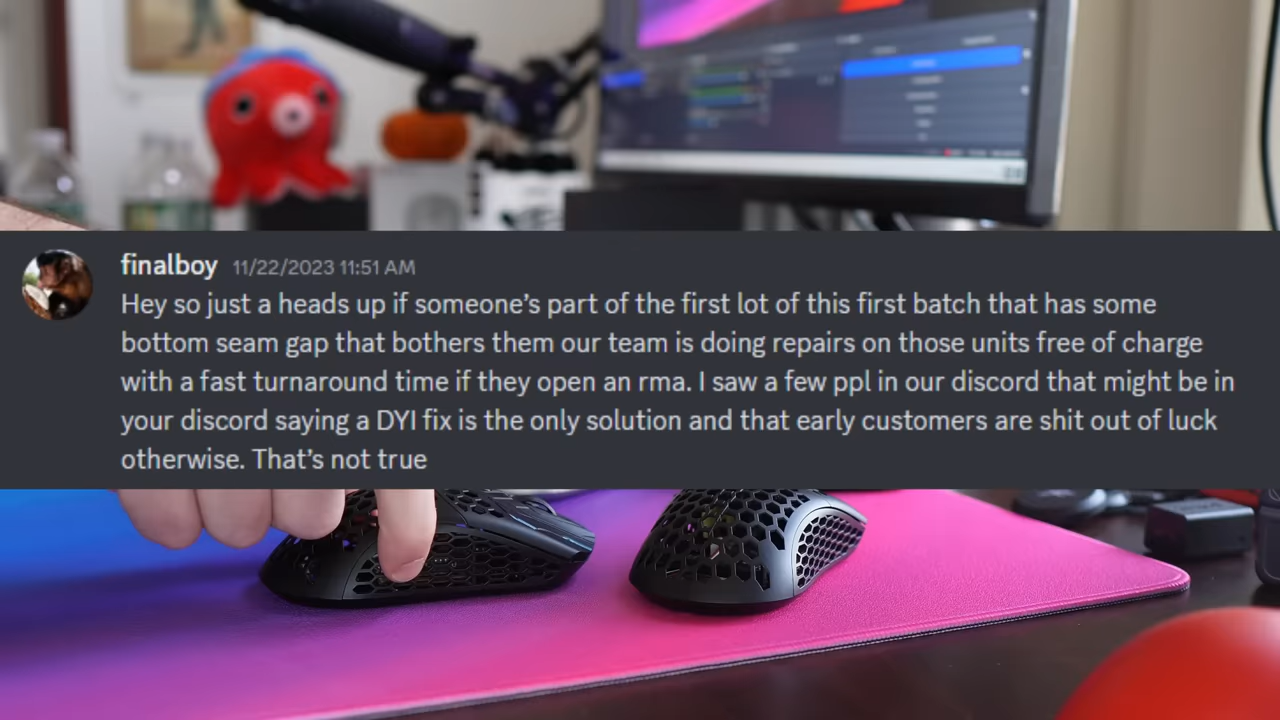 finalboy 11/22/2023 11:51 AM
Hey so just a heads up if someone's part of the first lot of this first batch that has some
bottom seam gap that bothers them our team is doing repairs on those units free of charge
with a fast turnaround time if they open an rma. I saw a few ppl in our discord that might be in
your discord saying a DYI fix is the only solution and that early customers are shit out of luck
otherwise. That's not true